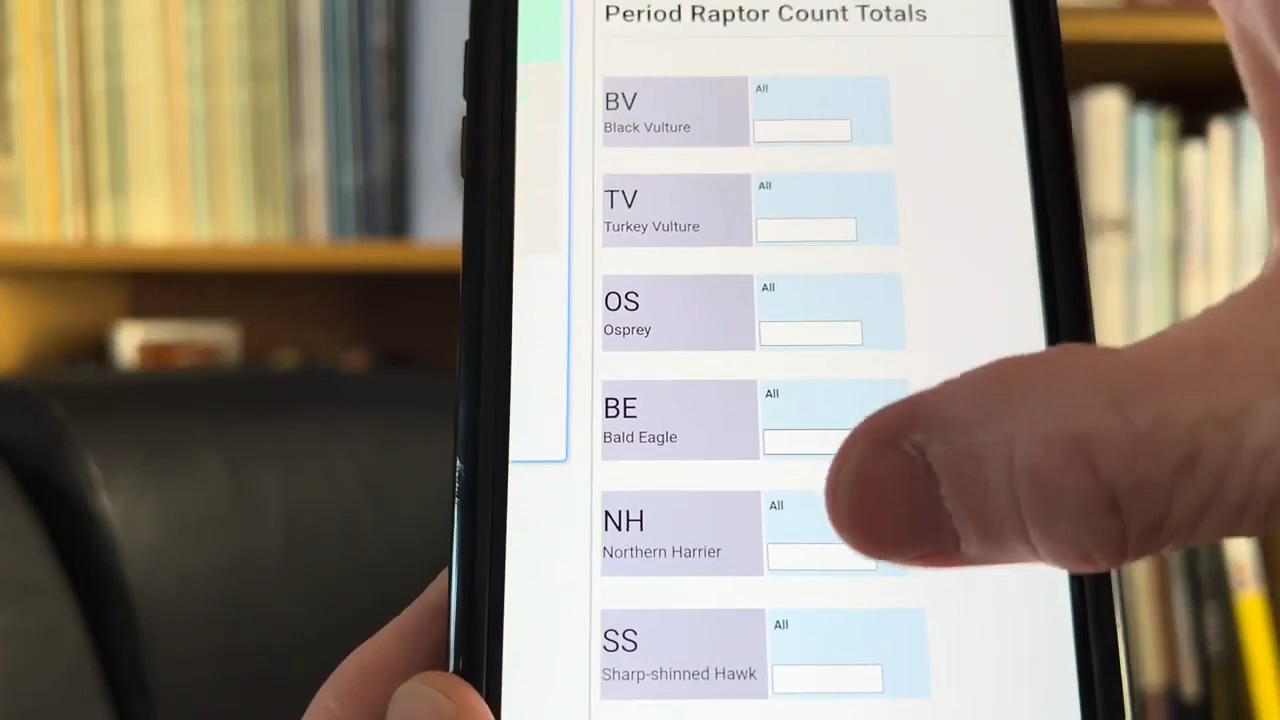 Period Raptor Count Totals
BV
Black Vulture
All
TV
Turkey Vulture
All
OS
Osprey
All
BE
Bald Eagle
All
NH
Northern Harrier
All
SS
Sharp-shinned Hawk
All